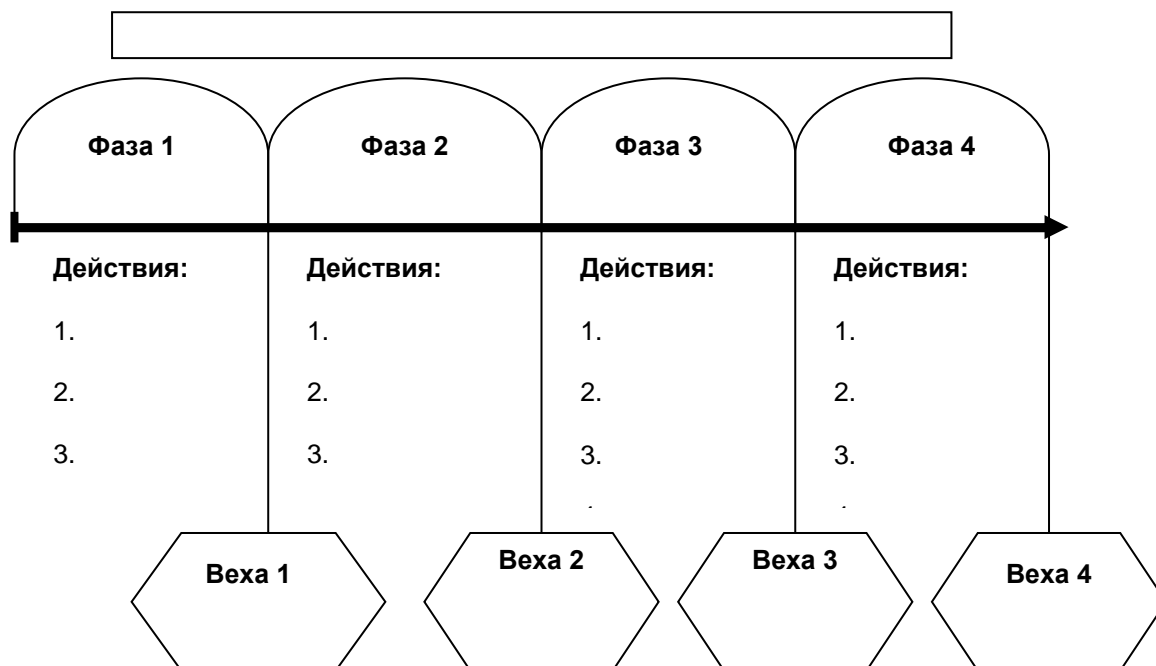 Фаза 1 Фаза 2 Фаза 3 Фаза 4
Действия: Действия: Действия: Действия:
1. 1. 1. 1.
2. 2. 2. 2.
3. 3. 3. 3.
Веха 1 Веха 2 Веха 3 Веха 4